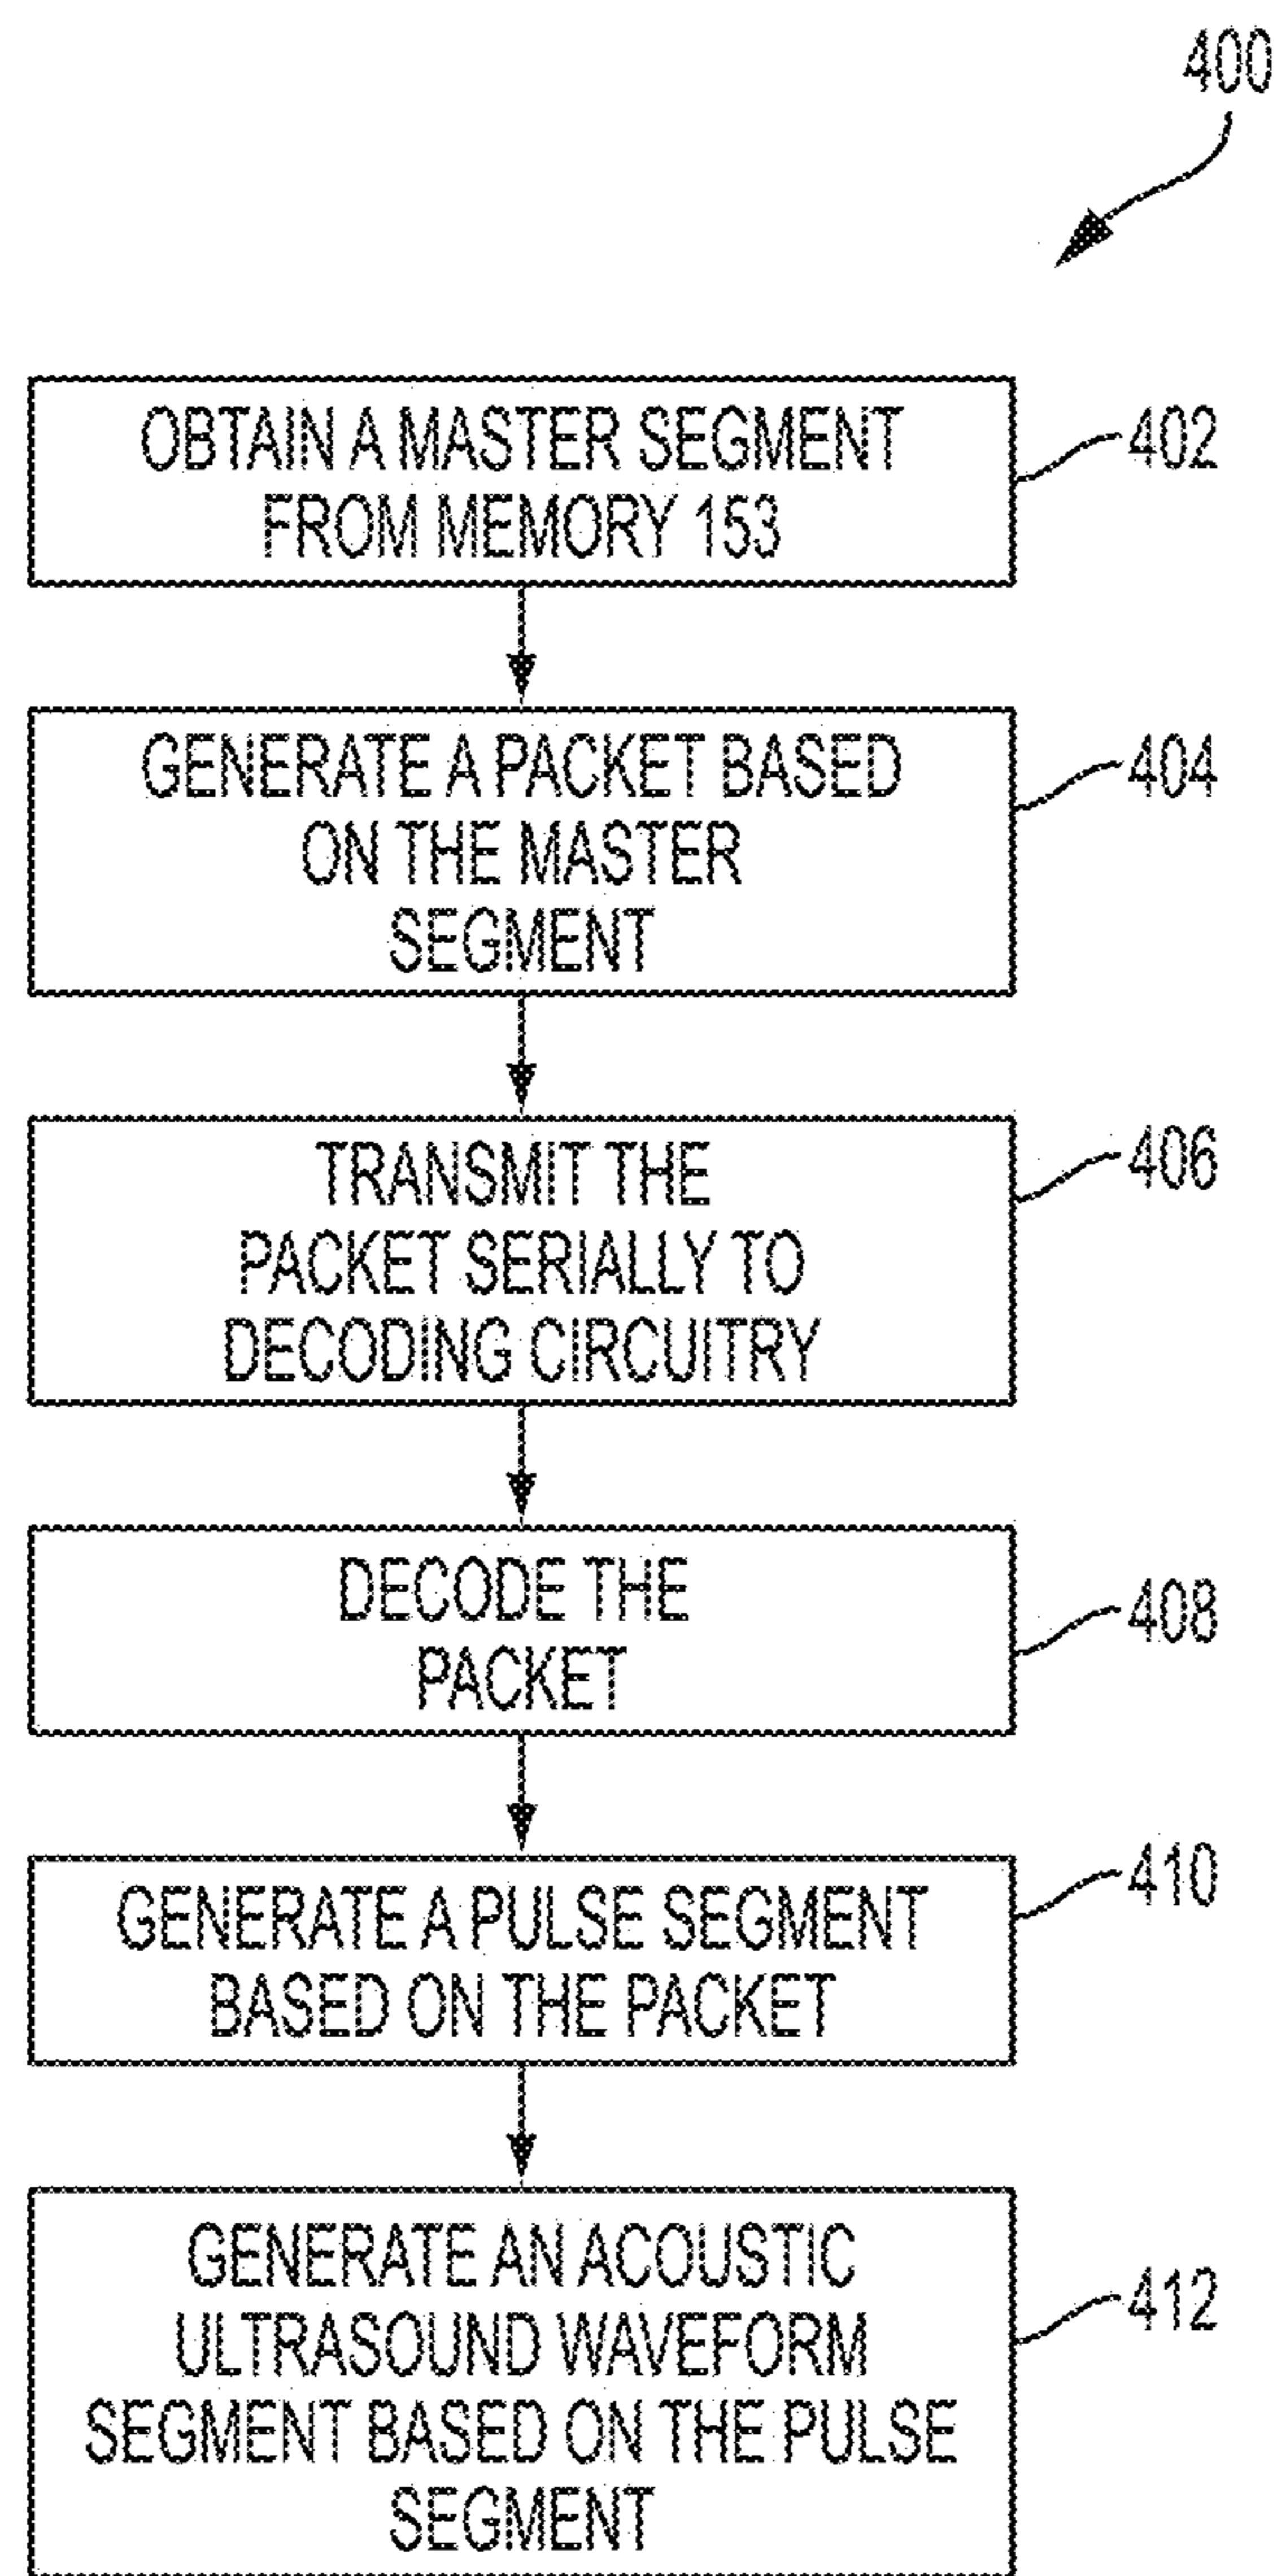 400
OBTAIN A MASTER SEGMENT
FROM MEMORY 153
402
GENERATE A PACKET BASED
ON THE MASTER
SEGMENT
404
TRANSMIT THE
PACKET SERIALLY TO
DECODING CIRCUITRY
406
DECODE THE
PACKET
408
GENERATE A PULSE SEGMENT
BASED ON THE PACKET
410
GENERATE AN ACOUSTIC
ULTRASOUND WAVEFORM
SEGMENT BASED ON THE PULSE
SEGMENT
412